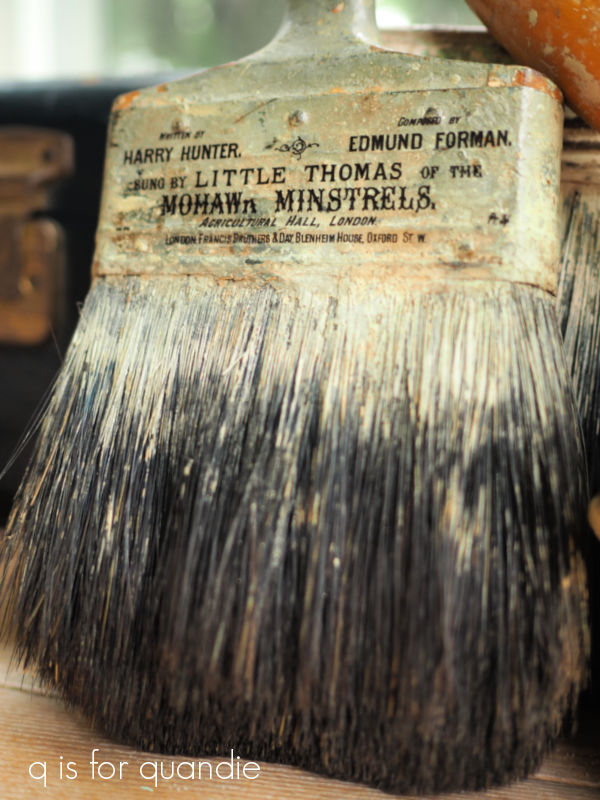 WRITTEN BY COMPOSED BY
HARRY HUNTER. EDMUND FORMAN.
SUNG BY LITTLE THOMAS OF THE
MOHAWK MINSTRELS.
AGRICULTURAL HALL, LONDON.
LONDON, FRANCIS BROTHERS & DAY, BLENHEIM HOUSE, OXFORD ST. W.
q is for quandie